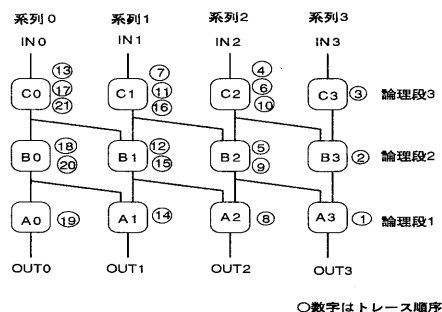 系列0 系列1 系列2 系列3
IN0 IN1 IN2 IN3
⑬ ⑦ ④
C0 ⑰ C1 ⑪ C2 ⑥ C3 ③ 論理段3
㉑ ⑯ ⑩
B0 ⑱ B1 ⑫ B2 ⑤ B3 ② 論理段2
⑳ ⑮ ⑨
A0 ⑲ A1 ⑭ A2 ⑧ A3 ① 論理段1
OUT0 OUT1 OUT2 OUT3
○数字はトレース順序